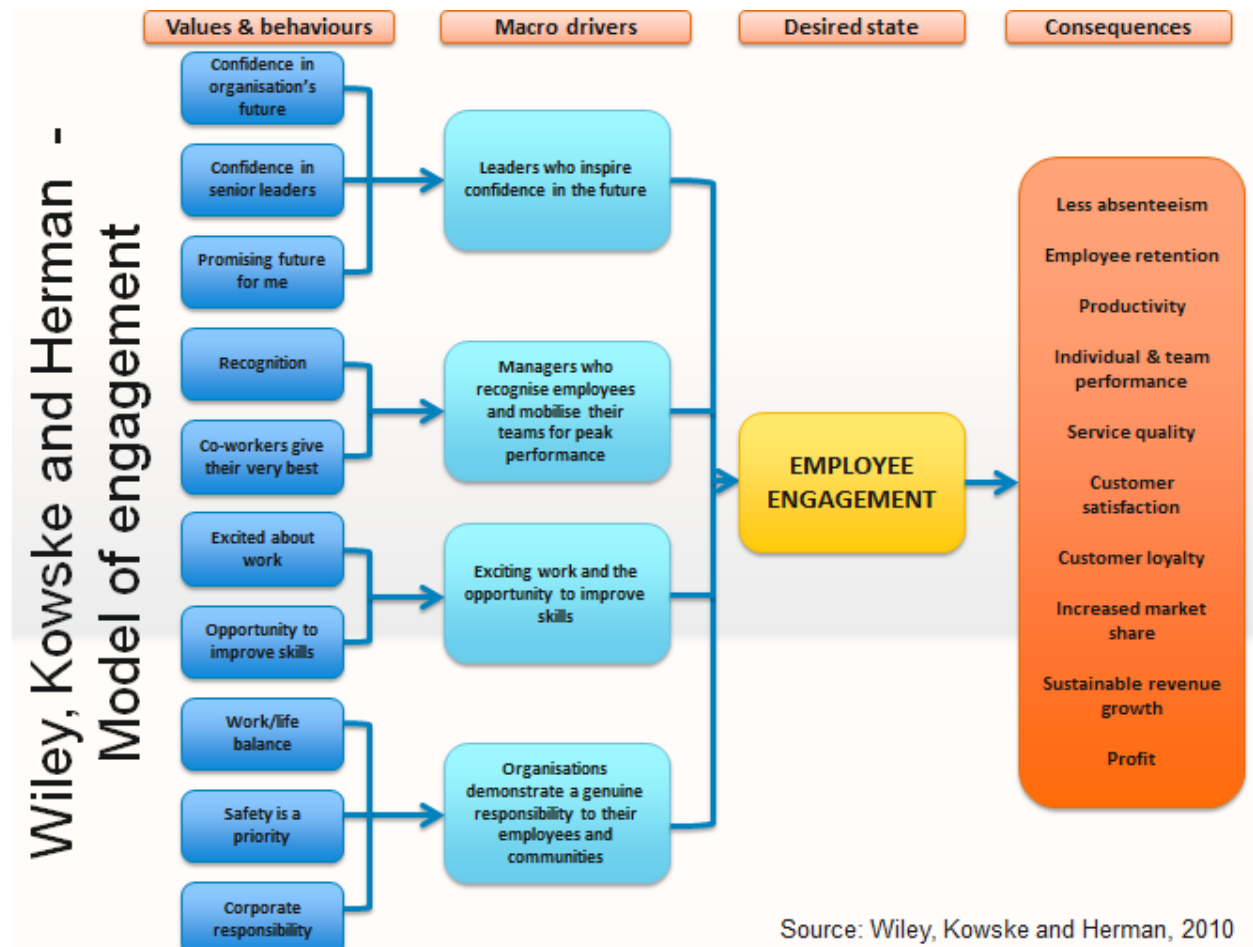 Wiley, Kowske and Herman -
Model of engagement
Values & behaviours
Confidence in
organisation's
future
Confidence in
senior leaders
Promising future
for me
Recognition
Co-workers give
their very best
Excited about
work
Opportunity to
improve skills
Work/life
balance
Safety is a
priority
Corporate
responsibility
Macro drivers
Leaders who inspire
confidence in the future
Managers who
recognise employees
and mobilise their
teams for peak
performance
Exciting work and the
opportunity to improve
skills
Organisations
demonstrate a genuine
responsibility to their
employees and
communities
Desired state
EMPLOYEE
ENGAGEMENT
Consequences
Less absenteeism
Employee retention
Productivity
Individual & team
performance
Service quality
Customer
satisfaction
Customer loyalty
Increased market
share
Sustainable revenue
growth
Profit
Source: Wiley, Kowske and Herman, 2010